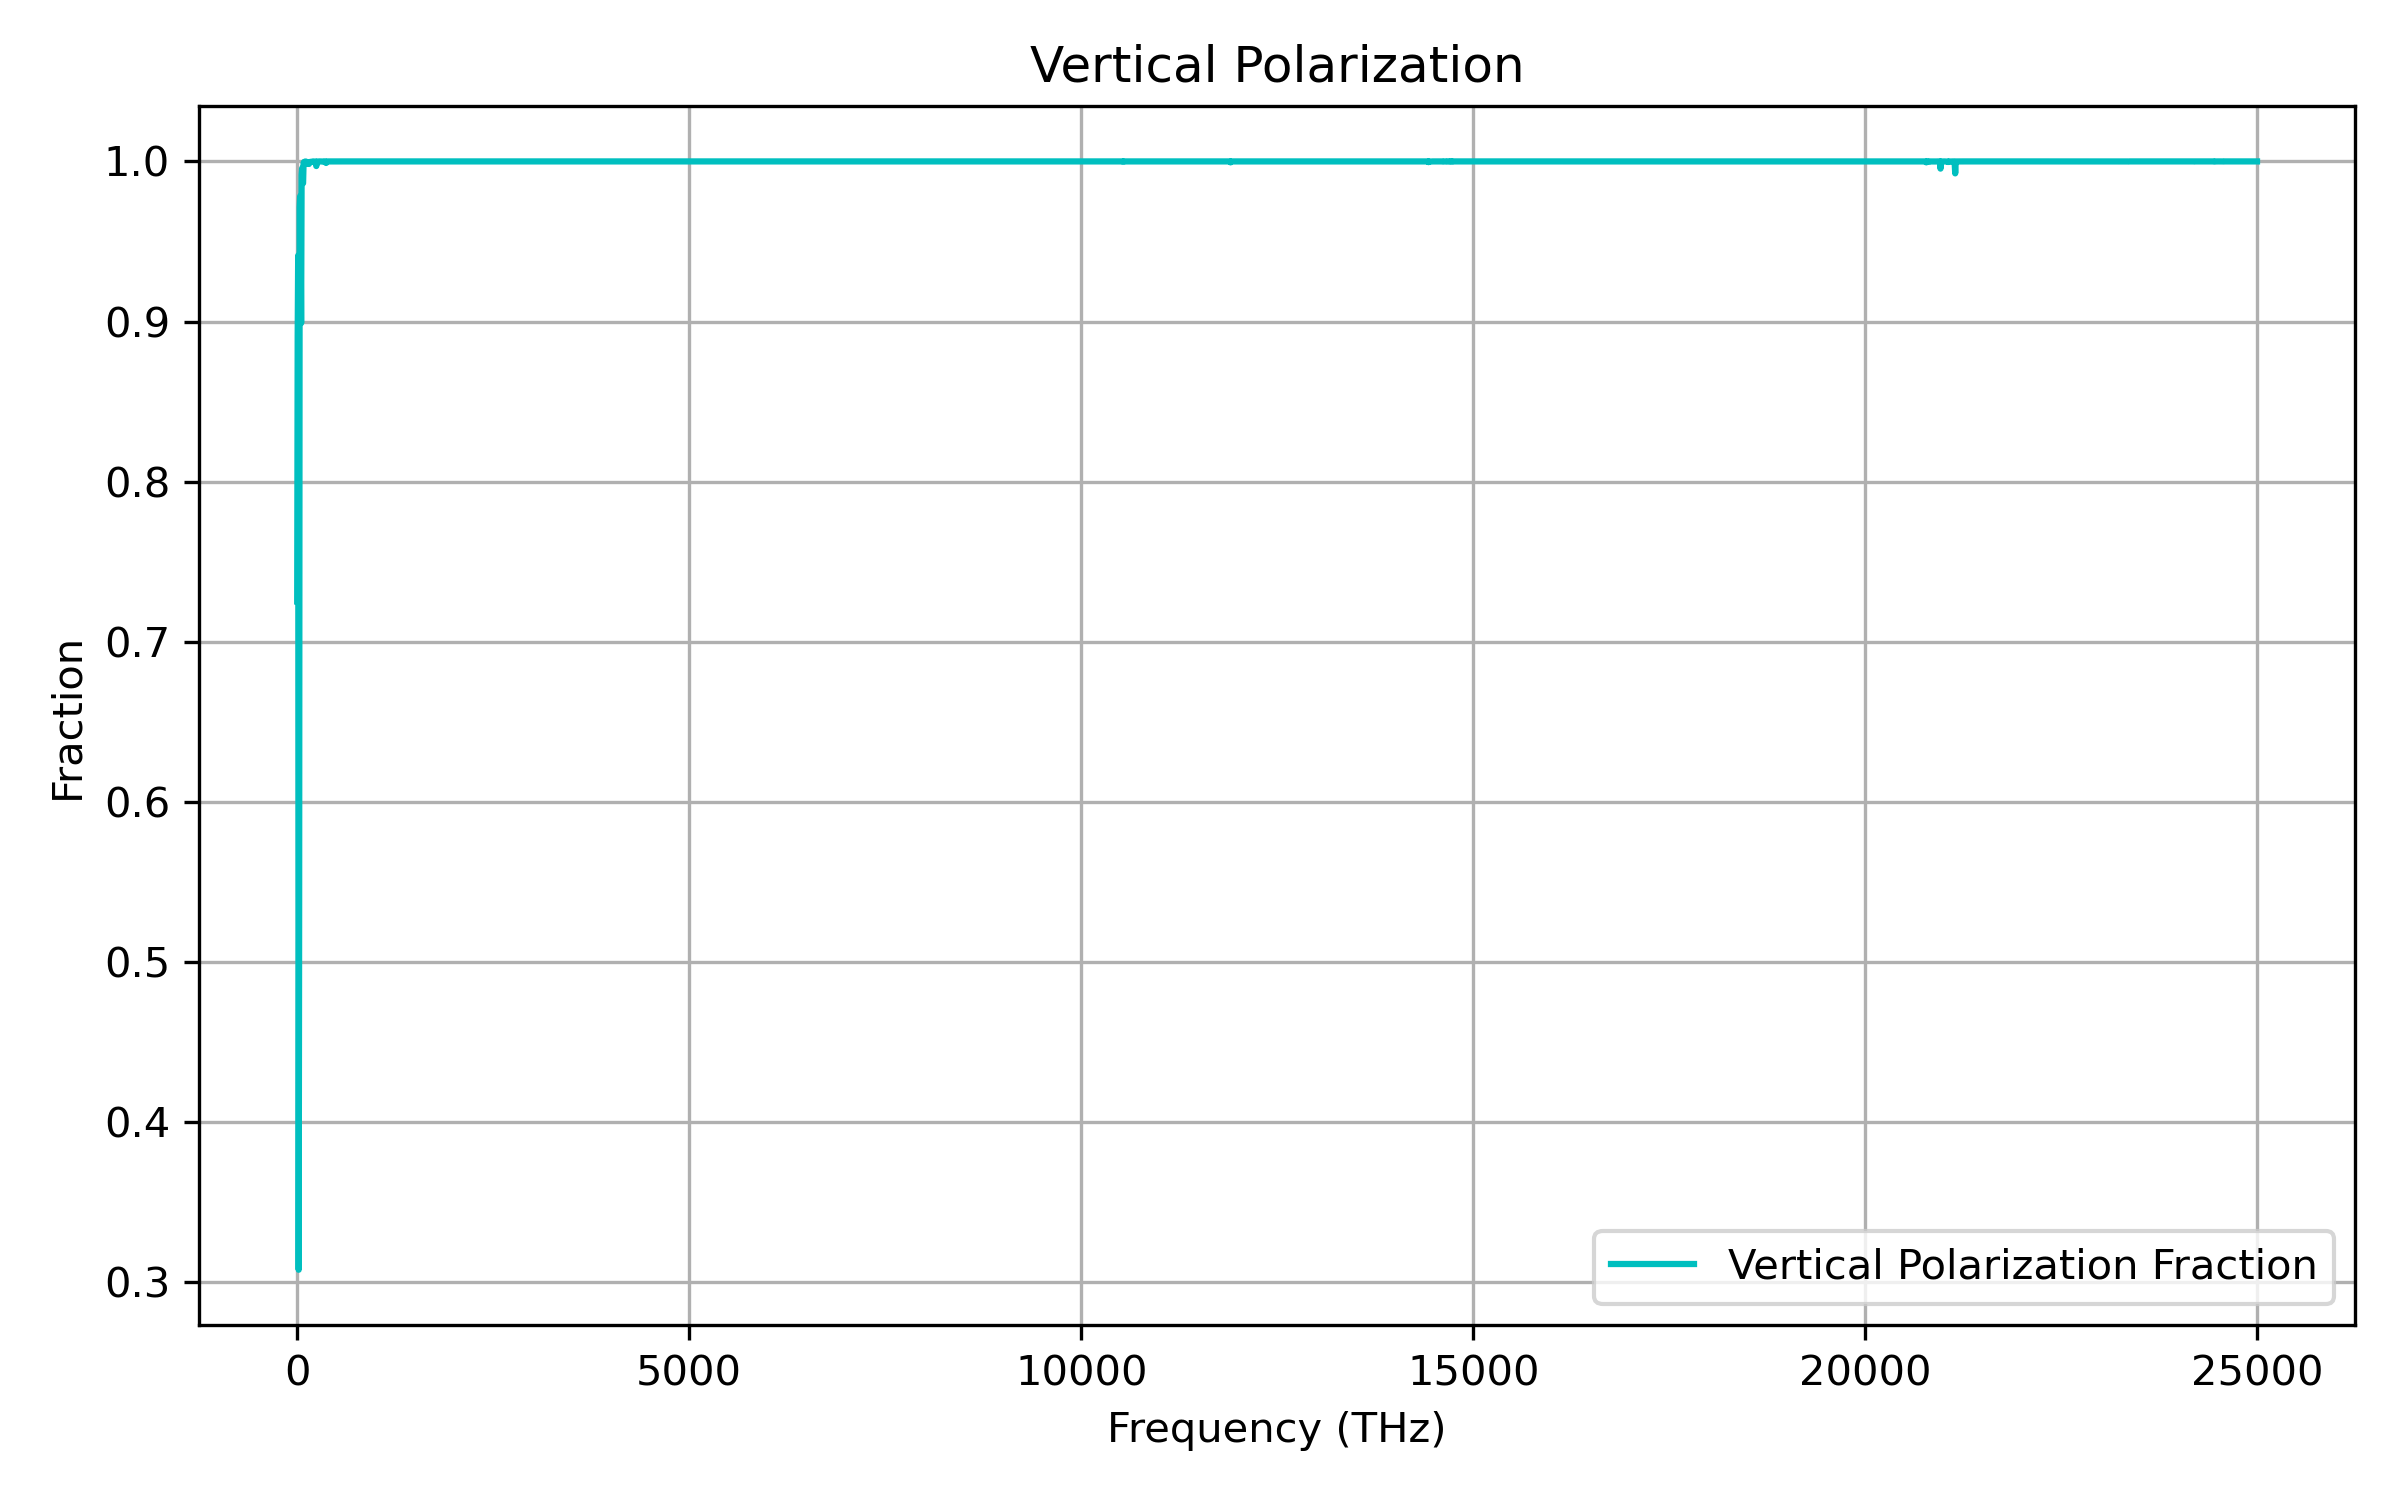 Vertical Polarization
1.0
0.9
0.8
0.7
0.6
0.5
0.4
0.3
Fraction
Vertical Polarization Fraction
0 5000 10000 15000 20000 25000
Frequency (THz)